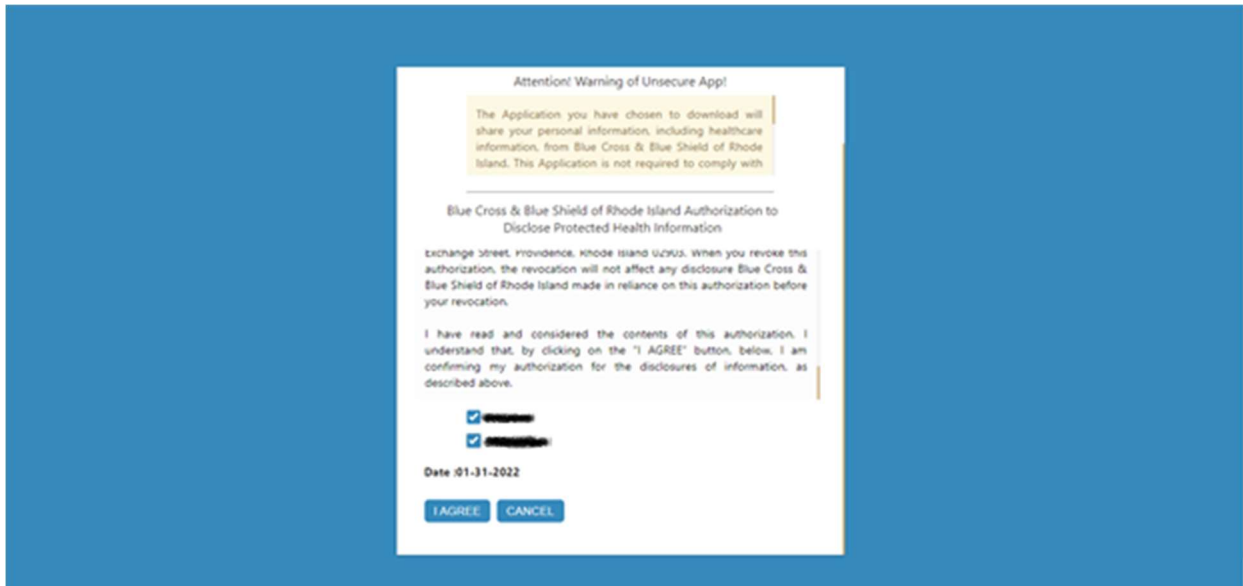 Attention! Warning of Unsecure App!
The Application you have chosen to download will
share your personal information, including healthcare
information, from Blue Cross & Blue Shield of Rhode
Island. This Application is not required to comply with
Blue Cross & Blue Shield of Rhode Island Authorization to
Disclose Protected Health Information
Exchange Street, Providence, Rhode Island 02903. When you revoke this
authorization, the revocation will not affect any disclosure Blue Cross &
Blue Shield of Rhode Island made in reliance on this authorization before
your revocation.
I have read and considered the contents of this authorization. I
understand that, by clicking on the "I AGREE" button, below, I am
confirming my authorization for the disclosures of information, as
described above.
Date :01-31-2022
I AGREE CANCEL